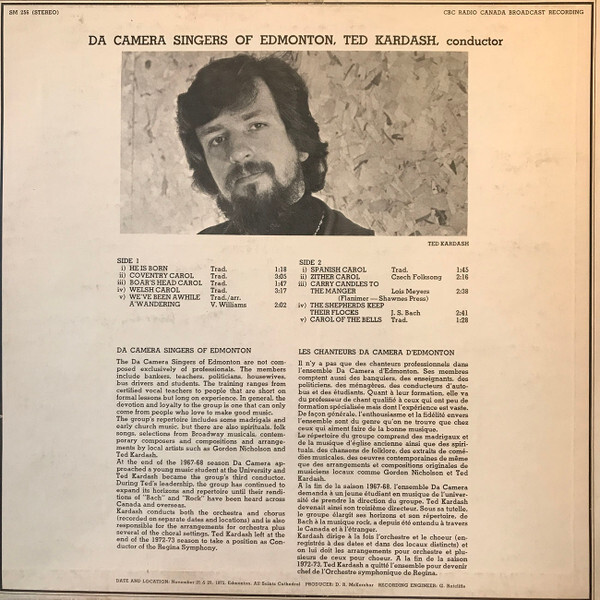 SM 256 (STEREO)
CBC RADIO CANADA BROADCAST RECORDING
DA CAMERA SINGERS OF EDMONTON, TED KARDASH, conductor
TED KARDASH
SIDE 1
i) HE IS BORN Trad. 1:18
ii) COVENTRY CAROL Trad. 3:05
iii) BOAR'S HEAD CAROL Trad. 1:47
iv) WELSH CAROL Trad. 3:17
v) WE'VE BEEN AWHILE Trad./arr.
A'WANDERING V. Williams 2:02
SIDE 2
i) SPANISH CAROL Trad. 1:45
ii) ZITHER CAROL Czech Folksong 2:16
iii) CARRY CANDLES TO
THE MANGER Lois Meyers 2:38
(Flanimer — Shawnes Press)
iv) THE SHEPHERDS KEEP
THEIR FLOCKS J. S. Bach 2:41
v) CAROL OF THE BELLS Trad. 1:28
DA CAMERA SINGERS OF EDMONTON
The Da Camera Singers of Edmonton are not com-
posed exclusively of professionals. The members
include bankers, teachers, politicians, housewives,
bus drivers and students. The training ranges from
certified vocal teachers to people that are short on
formal lessons but long on experience. In general, the
devotion and loyalty to the group is one that can only
come from people who love to make good music.
The group's repertoire includes some madrigals and
early church music, but there are also spirituals, folk
songs, selections from Broadway musicals, contem-
porary composers and compositions and arrange-
ments by local artists such as Gordon Nicholson and
Ted Kardash.
At the end of the 1967-68 season Da Camera ap-
proached a young music student at the University and
Ted Kardash became the group's third conductor.
During Ted's leadership, the group has continued to
expand its horizons and repertoire until their rendi-
tions of "Bach" and "Rock" have been heard across
Canada and overseas.
Kardash conducts both the orchestra and chorus
(recorded on separate dates and locations) and is also
responsible for the arrangements for orchestra plus
several of the choral settings. Ted Kardash left at the
end of the 1972-73 season to take a position as Con-
ductor of the Regina Symphony.
LES CHANTEURS DA CAMERA D'EDMONTON
Il n'y a pas que des chanteurs professionnels dans
l'ensemble Da Camera d'Edmonton. Ses membres
comptent aussi des banquiers, des enseignants, des
politiciens, des ménagères, des conducteurs d'auto-
bus et des étudiants. Quant à leur formation, elle va
du professeur de chant qualifié à ceux qui ont peu de
formation spécialisée mais dont l'expérience est vaste.
De façon générale, l'enthousiasme et la fidélité envers
l'ensemble sont du genre qu'on ne trouve que chez
ceux qui aiment faire de la bonne musique.
Le répertoire du groupe comprend des madrigaux et
de la musique d'église ancienne ainsi que des spiri-
tuals, des chansons de folklore, des extraits de comé-
dies musicales, des oeuvres contemporaines de même
que des arrangements et compositions originales de
musiciens locaux comme Gordon Nicholson et Ted
Kardash.
A la fin de la saison 1967-68, l'ensemble Da Camera
demanda à un jeune étudiant en musique de l'univer-
sité de prendre la direction du groupe. Ted Kardash
devenait ainsi son troisième directeur. Sous sa tutelle,
le groupe élargit ses horizons et son répertoire, de
Bach à la musique rock, a depuis été entendu à travers
le Canada et à l'étranger.
Kardash dirige à la fois l'orchestre et le choeur (en-
registrés à des dates et dans des locaux distincts) et
on lui doit les arrangements pour orchestre et plu-
sieurs de ceux pour choeur. A la fin de la saison
1972-73, Ted Kardash a quitté l'ensemble pour devenir
chef de l'Orchestre symphonique de Regina.
DATE AND LOCATION: November 21 & 25, 1973, Edmonton, All Saints Cathedral PRODUCER: D. R. McKercher RECORDING ENGINEER: G. Ratcliffe